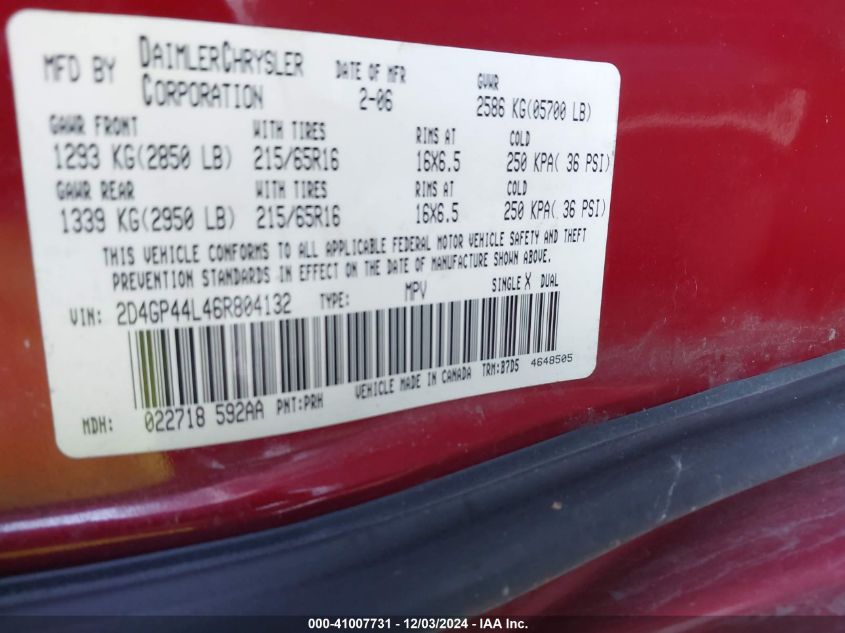 MFD BY DAIMLERCHRYSLER CORPORATION DATE OF MFR 2-06 GVWR 2586 KG(05700 LB)
GAWR FRONT WITH TIRES RIMS AT COLD
1293 KG(2850 LB) 215/65R16 16X6.5 250 KPA( 36 PSI)
GAWR REAR WITH TIRES RIMS AT COLD
1339 KG(2950 LB) 215/65R16 16X6.5 250 KPA( 36 PSI)
THIS VEHICLE CONFORMS TO ALL APPLICABLE FEDERAL MOTOR VEHICLE SAFETY AND THEFT
PREVENTION STANDARDS IN EFFECT ON THE DATE OF MANUFACTURE SHOWN ABOVE.
VIN: 2D4GP44L46R804132 TYPE: MPV SINGLE X DUAL
VEHICLE MADE IN CANADA TRM:B7D5 4648505
MDH: 022718 592AA PNT:PRH
000-41007731 - 12/03/2024 - IAA Inc.